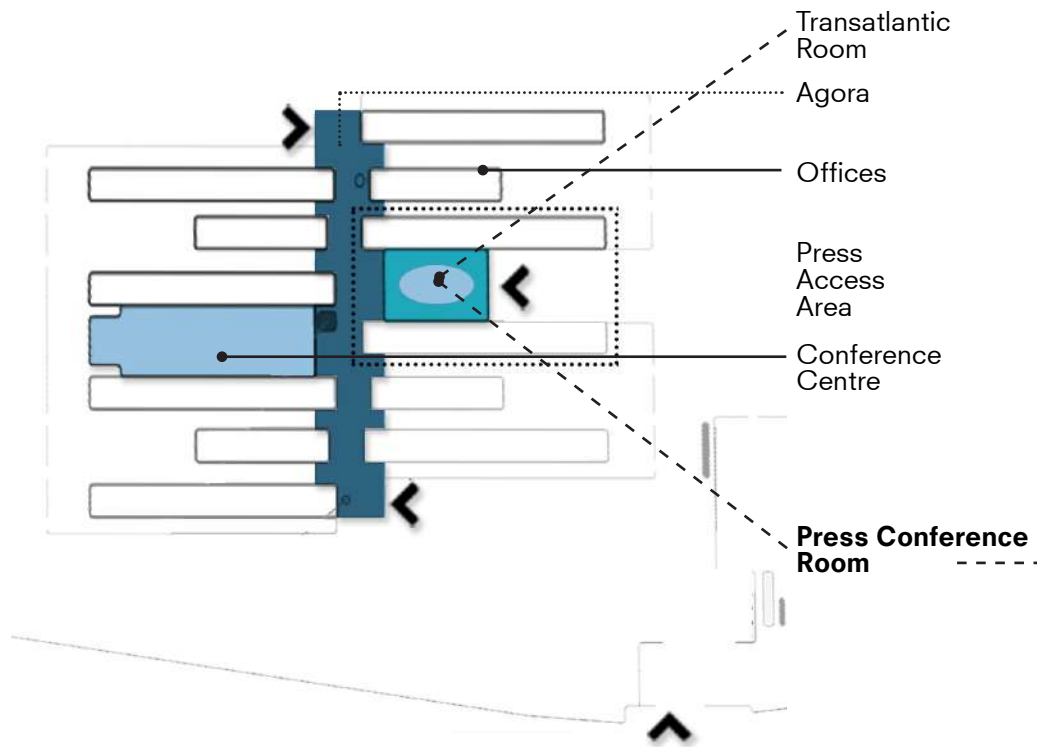 Transatlantic
Room
Agora
Offices
Press
Access
Area
Conference
Centre
Press Conference
Room